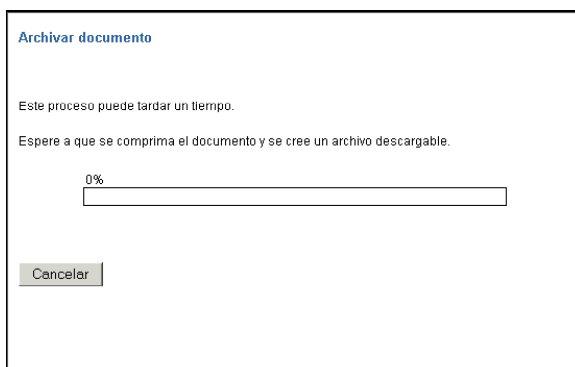 Archivar documento
Este proceso puede tardar un tiempo.
Espere a que se comprima el documento y se cree un archivo descargable.
0%
Cancelar